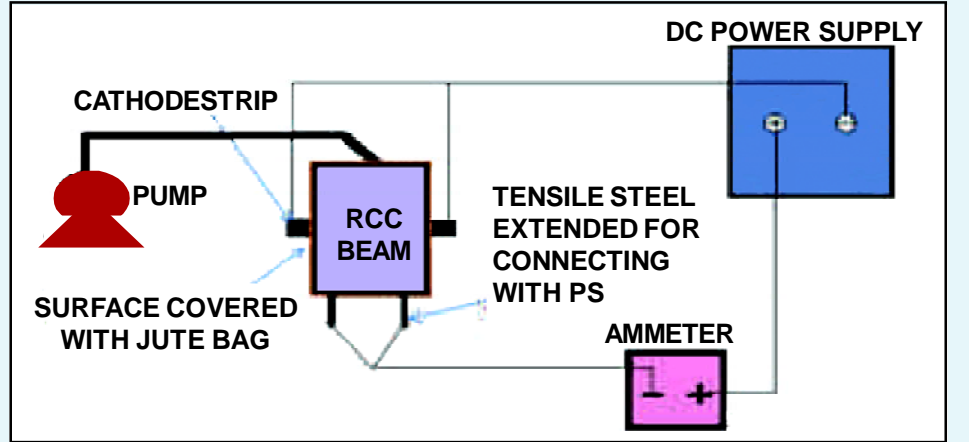 DC POWER SUPPLY
CATHODESTRIP
PUMP
RCC
BEAM
TENSILE STEEL
EXTENDED FOR
CONNECTING
WITH PS
SURFACE COVERED
WITH JUTE BAG
AMMETER
- +